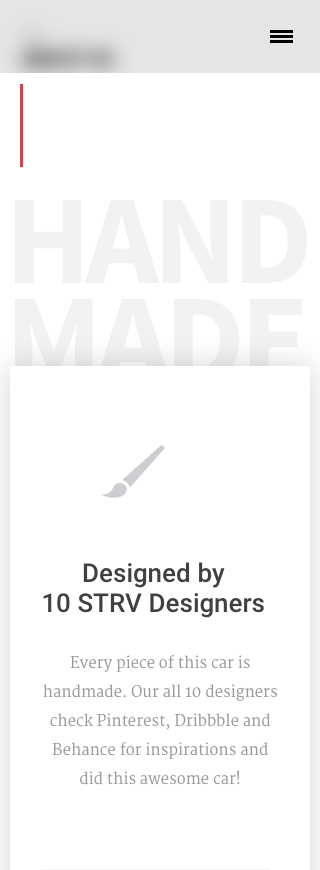 HAND
MADE
Designed by
10 STRV Designers
Every piece of this car is
handmade. Our all 10 designers
check Pinterest, Dribbble and
Behance for inspirations and
did this awesome car!